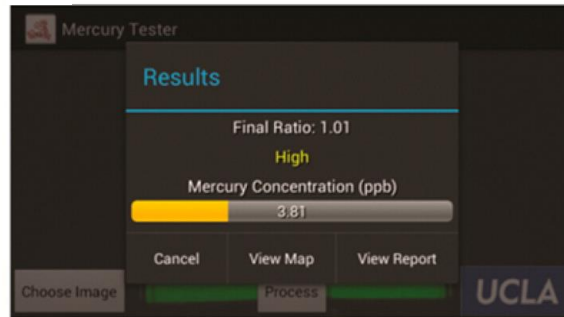 Mercury Tester
Results
Final Ratio: 1.01
High
Mercury Concentration (ppb)
3.81
Cancel View Map View Report
Choose Image Process UCLA